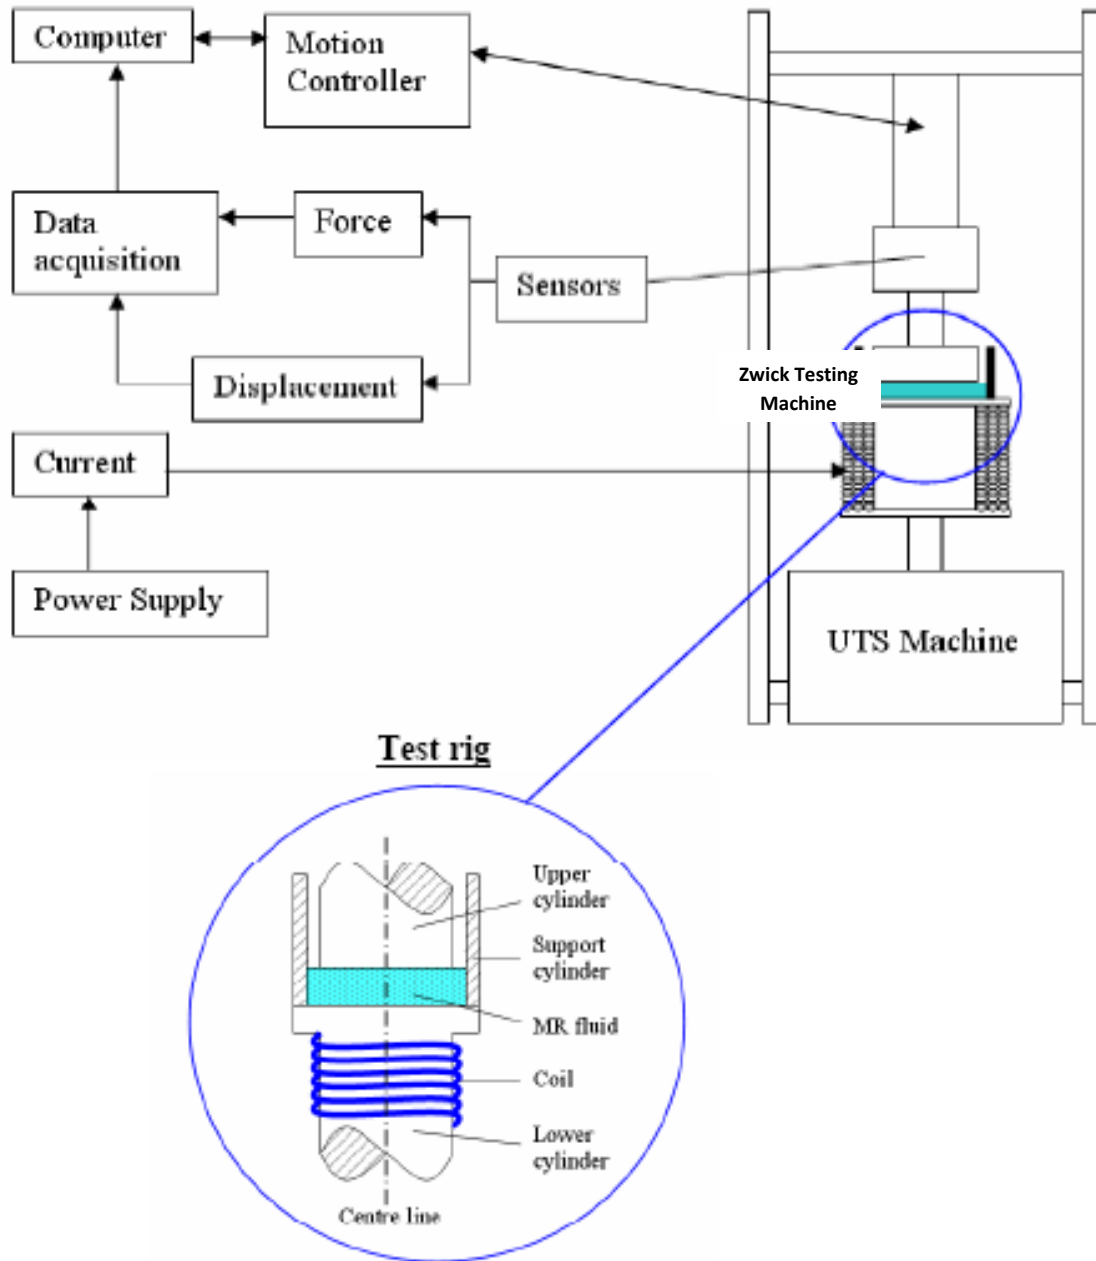 Computer
Motion
Controller
Data
acquisition
Force
Sensors
Displacement
Zwick Testing
Machine
Current
Power Supply
UTS Machine
Test rig
Upper
cylinder
Support
cylinder
MR fluid
Coil
Lower
cylinder
Centre line